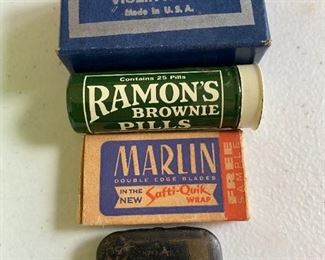 Made in U.S.A.
Contains 25 Pills
RAMON'S
BROWNIE
PILLS
MARLIN
DOUBLE EDGE BLADES
IN THE
NEW
Safti-Quik
WRAP
FREE
SAMPLE